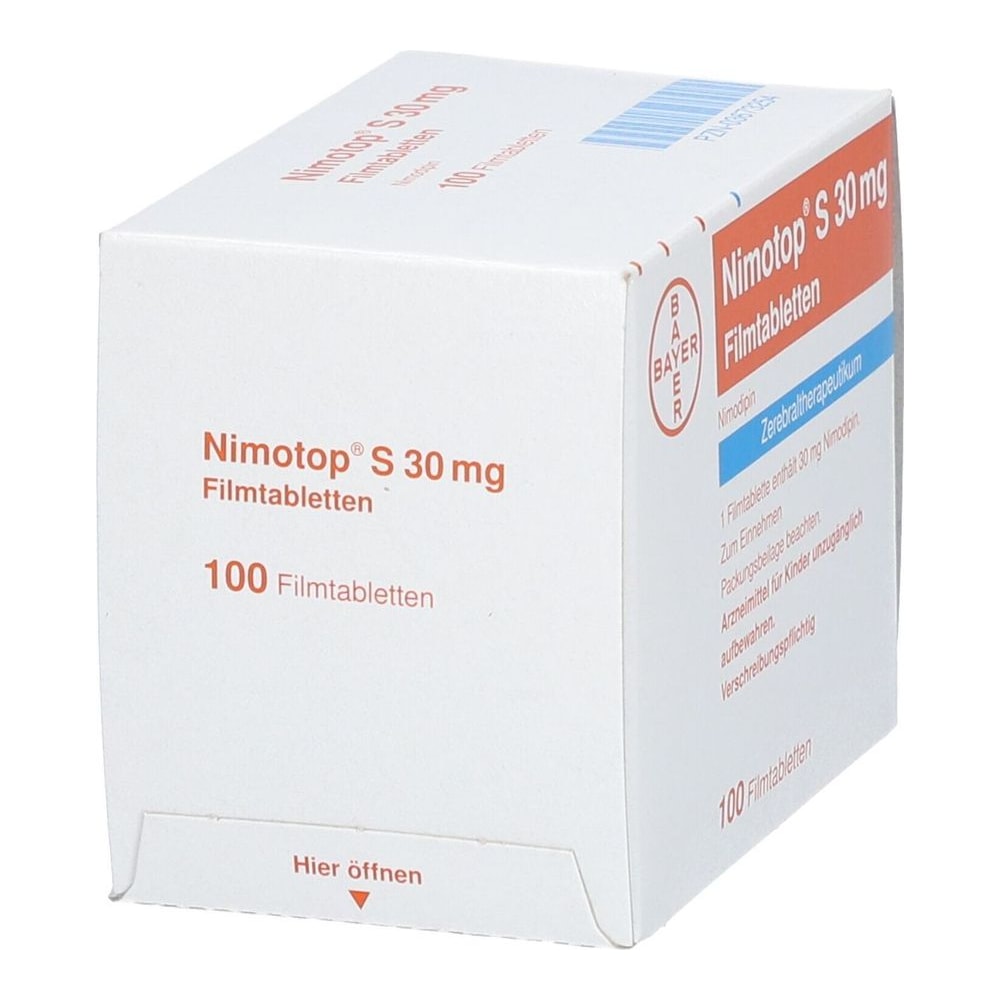 Nimotop® S 30 mg
Filmtabletten
Nimodipin
100 Filmtabletten
Nimotop® S 30 mg
Filmtabletten
100 Filmtabletten
Hier öffnen
BAYER
BAYER
Nimotop® S 30 mg
Filmtabletten
Nimodipin
Zerebraltherapeutikum
1 Filmtablette enthält 30 mg Nimodipin.
Zum Einnehmen
Packungsbeilage beachten.
Arzneimittel für Kinder unzugänglich
aufbewahren.
Verschreibungspflichtig
100 Filmtabletten